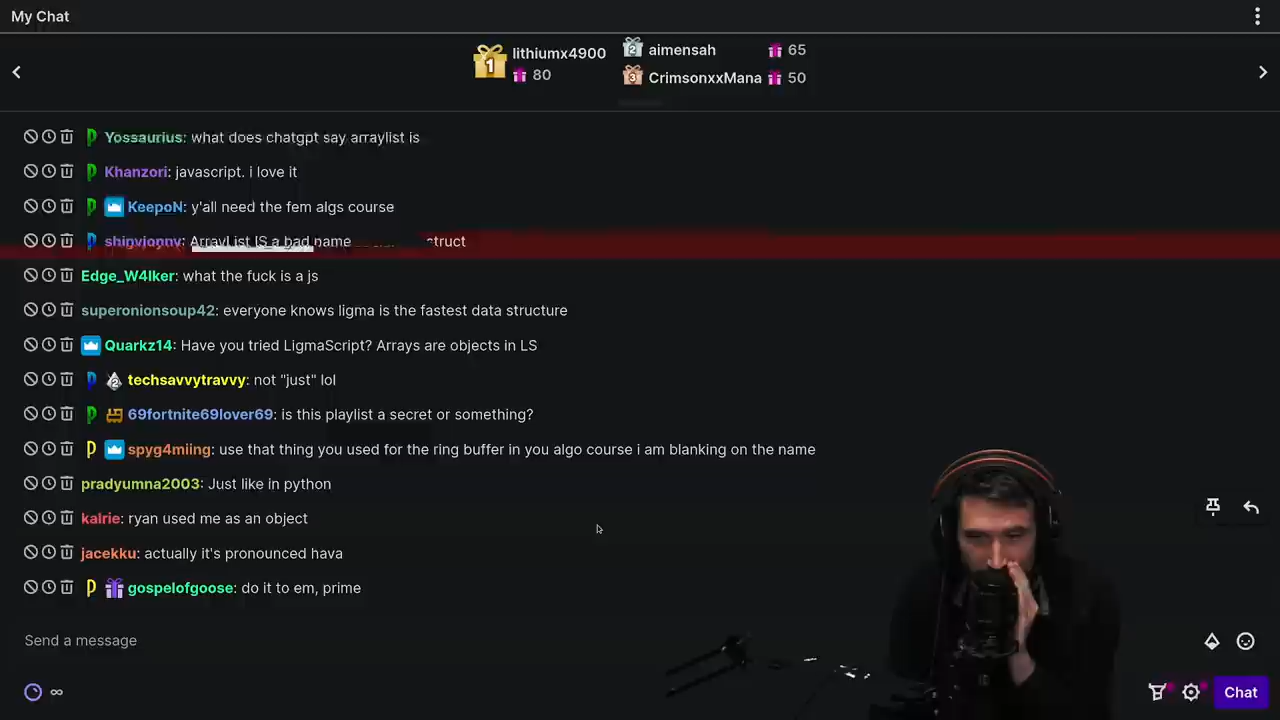 My Chat
lithiumx4900
80
aimensah 65
CrimsonxxMana 50
Yossaurius: what does chatgpt say arraylist is
Khanzori: javascript. i love it
KeepoN: y'all need the fem algs course
shipyjonny: ArrayList IS a bad name struct
Edge_W4lker: what the fuck is a js
superonionsoup42: everyone knows ligma is the fastest data structure
Quarkz14: Have you tried LigmaScript? Arrays are objects in LS
techsavvytravvy: not "just" lol
69fortnite69lover69: is this playlist a secret or something?
spyg4miing: use that thing you used for the ring buffer in you algo course i am blanking on the name
pradyumna2003: Just like in python
kalrie: ryan used me as an object
jacekku: actually it's pronounced hava
gospelofgoose: do it to em, prime
Send a message
∞
Chat